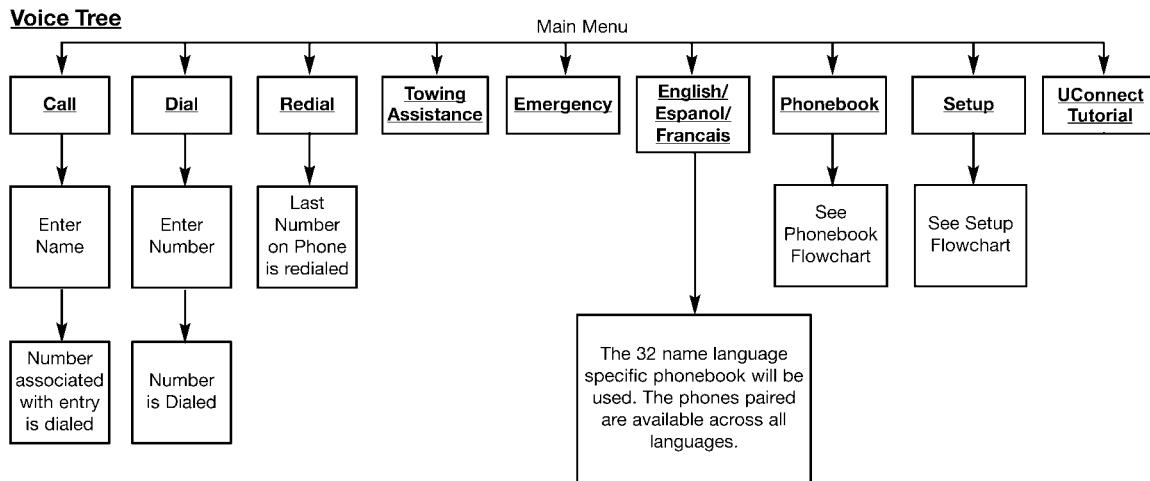 Voice Tree
Main Menu
Call
Dial
Redial
Towing
Assistance
Emergency
English/
Espanol/
Francais
Phonebook
Setup
UConnect
Tutorial
Enter
Name
Enter
Number
Last
Number
on Phone
is redialed
See
Phonebook
Flowchart
See Setup
Flowchart
Number
associated
with entry
is dialed
Number
is Dialed
The 32 name language
specific phonebook will be
used. The phones paired
are available across all
languages.